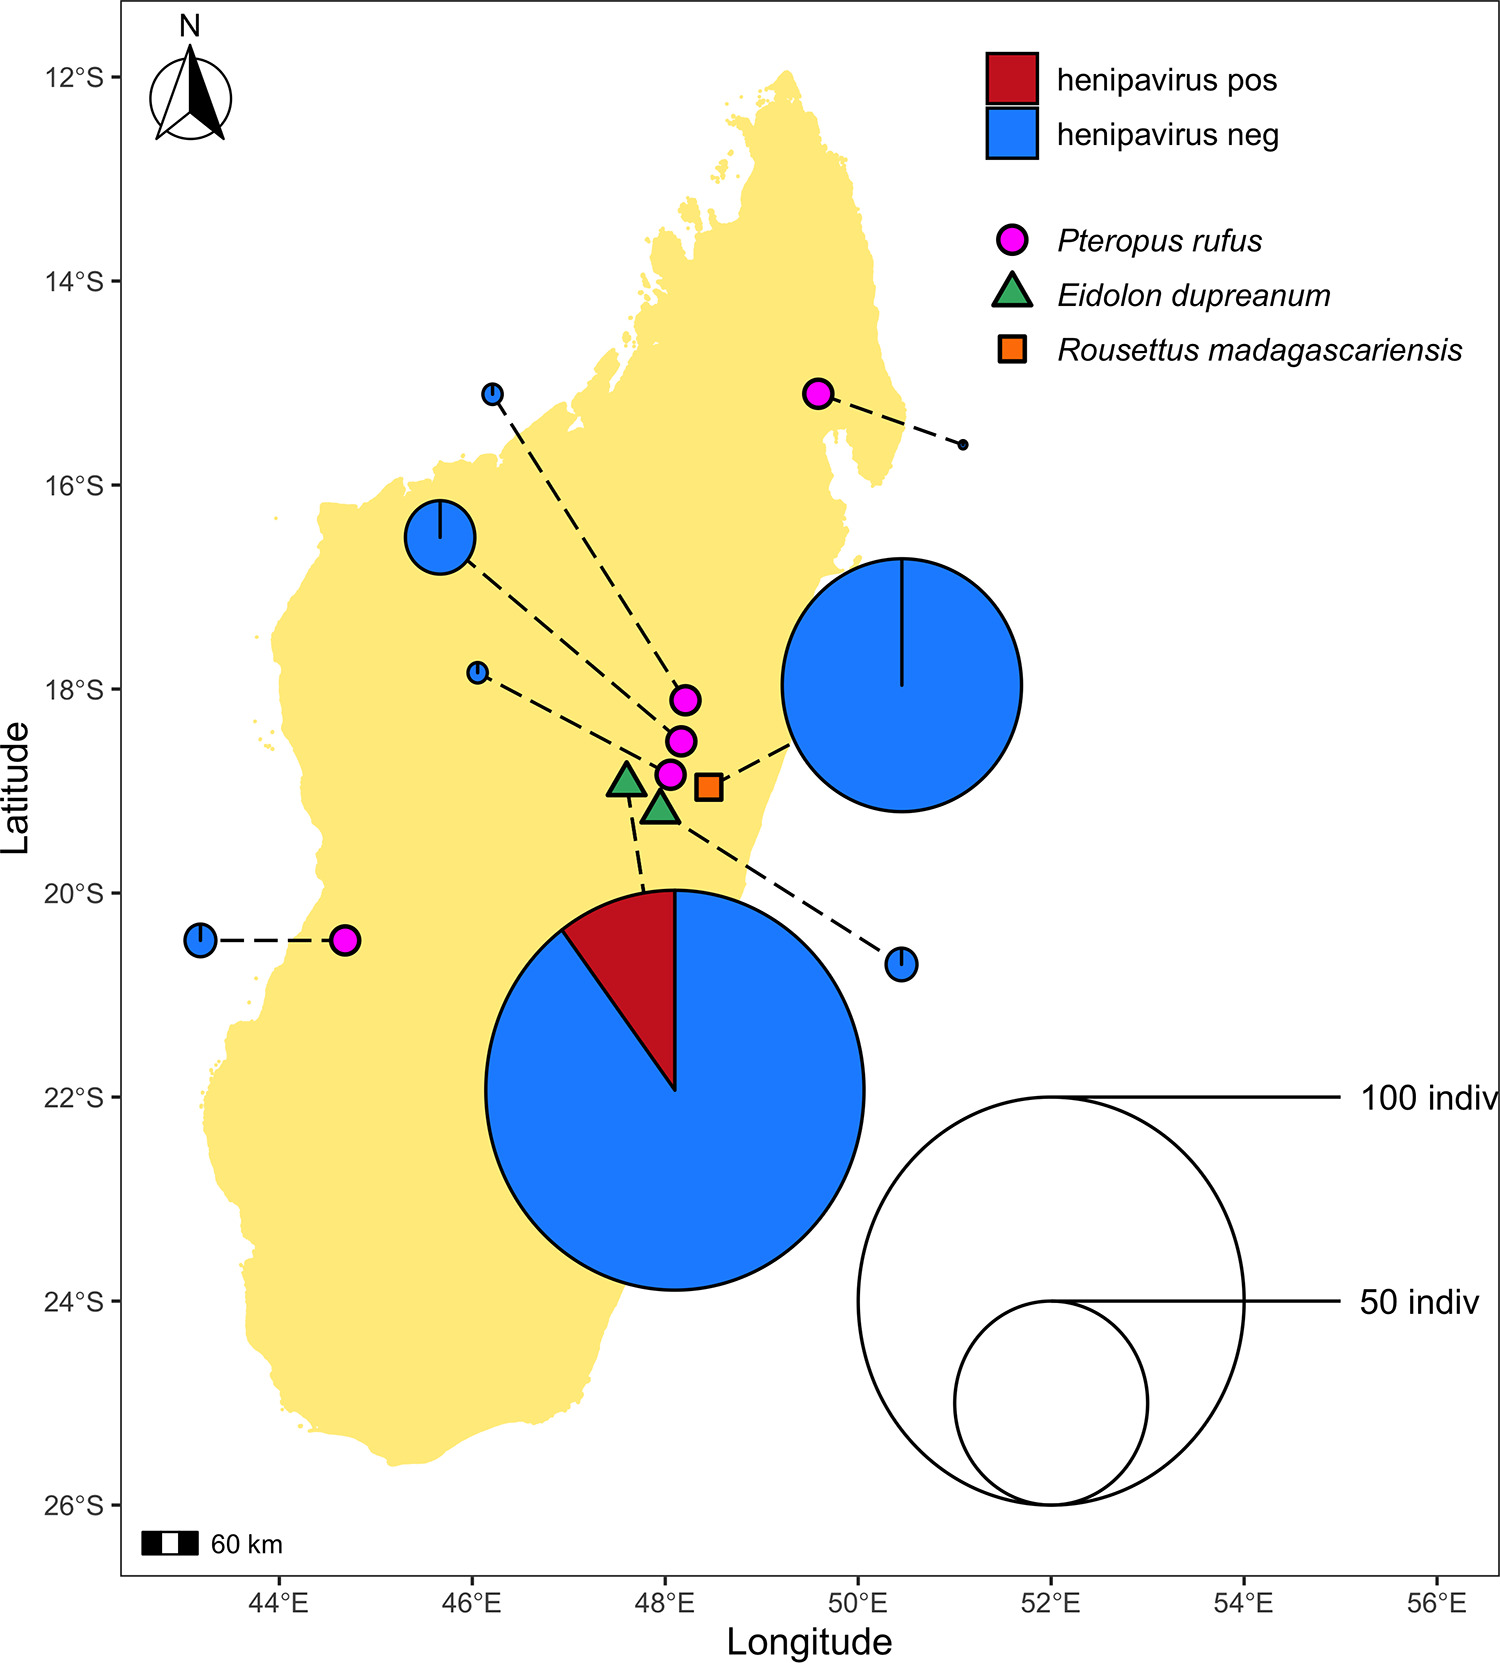 N
henipavirus pos
henipavirus neg
Pteropus rufus
Eidolon dupreanum
Rousettus madagascariensis
12°S
14°S
16°S
18°S
20°S
22°S
24°S
26°S
Latitude
100 indiv
50 indiv
60 km
44°E
46°E
48°E
50°E
52°E
54°E
56°E
Longitude